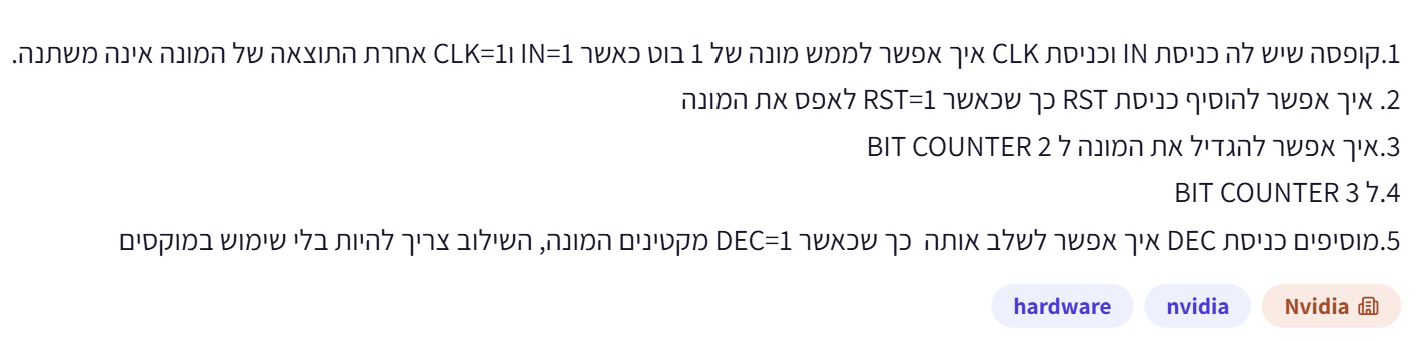 1.קופסה שיש לה כניסת IN וכניסת CLK איך אפשר לממש מונה של 1 בוט כאשר IN=1 וCLK=1 אחרת התוצאה של המונה אינה משתנה.
2. איך אפשר להוסיף כניסת RST כך שכאשר RST=1 לאפס את המונה
3.איך אפשר להגדיל את המונה ל 2 BIT COUNTER
4.ל 3 BIT COUNTER
5.מוסיפים כניסת DEC איך אפשר לשלב אותה כך שכאשר DEC=1 מקטינים המונה, השילוב צריך להיות בלי שימוש במוקסים
Nvidia nvidia hardware